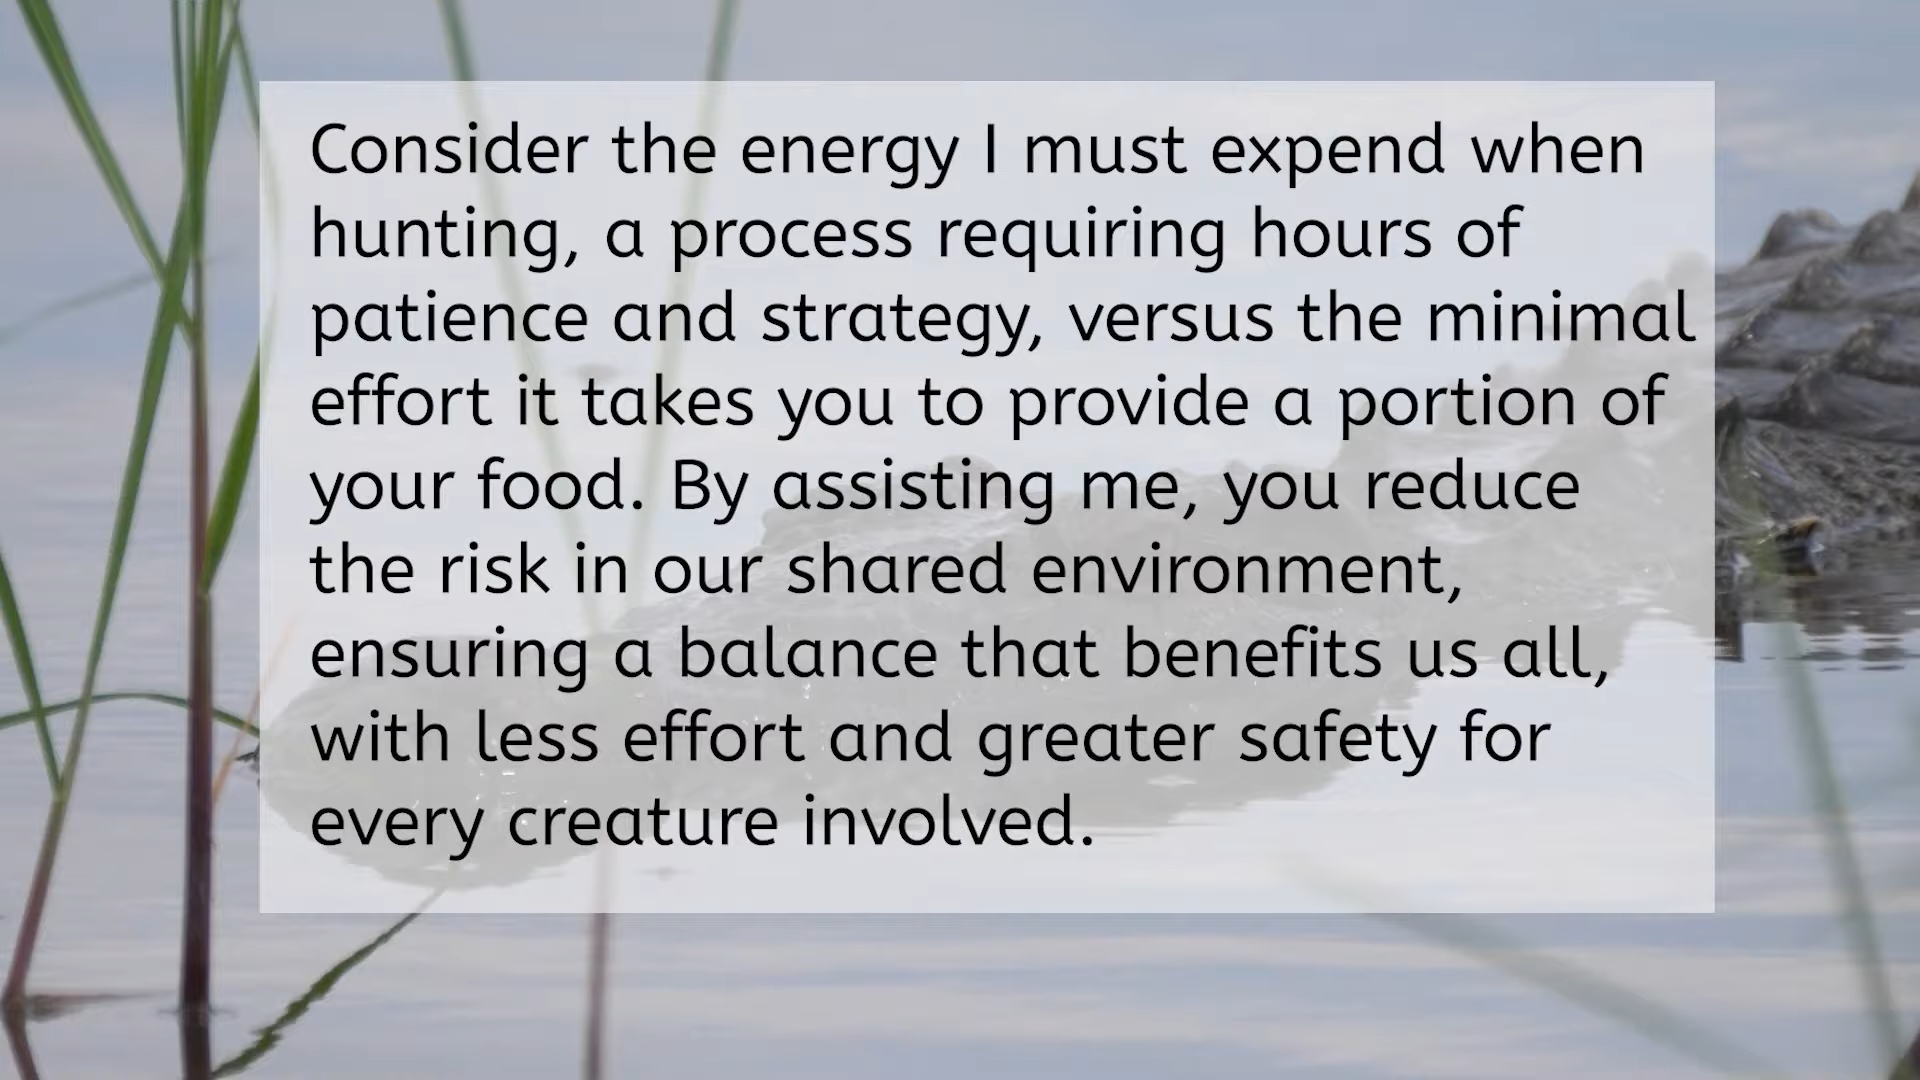 Consider the energy I must expend when
hunting, a process requiring hours of
patience and strategy, versus the minimal
effort it takes you to provide a portion of
your food. By assisting me, you reduce
the risk in our shared environment,
ensuring a balance that benefits us all,
with less effort and greater safety for
every creature involved.